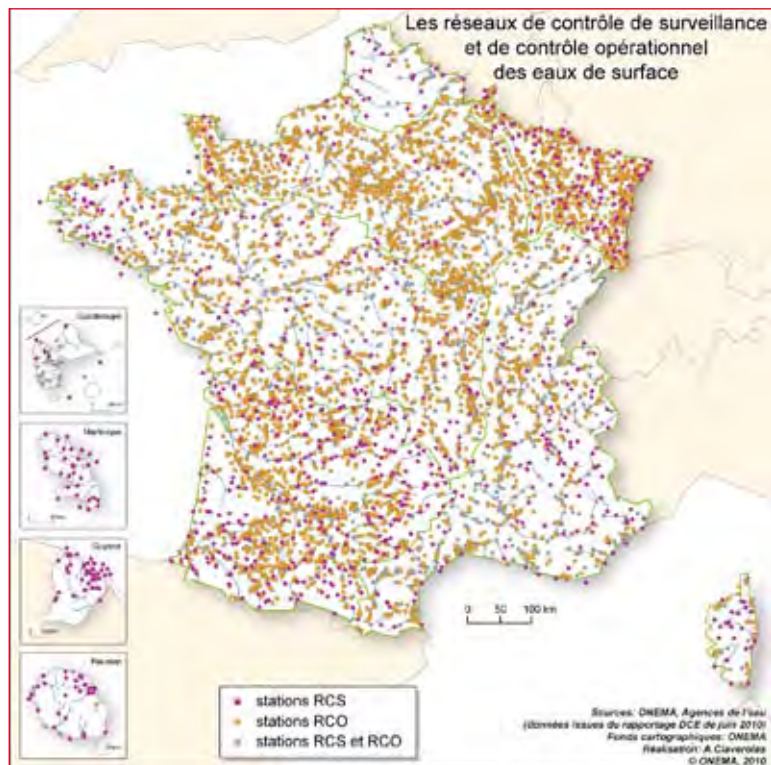 Les réseaux de contrôle de surveillance
et de contrôle opérationnel
des eaux de surface
Guadeloupe
Martinique
Guyane
Réunion
0 50 100 km
stations RCS
stations RCO
stations RCS et RCO
Sources: ONEMA, Agences de l'eau
(données issues du rapportage DCE de juin 2010)
Fonds cartographiques: ONEMA
Réalisation: A.Claverolas
© ONEMA, 2010